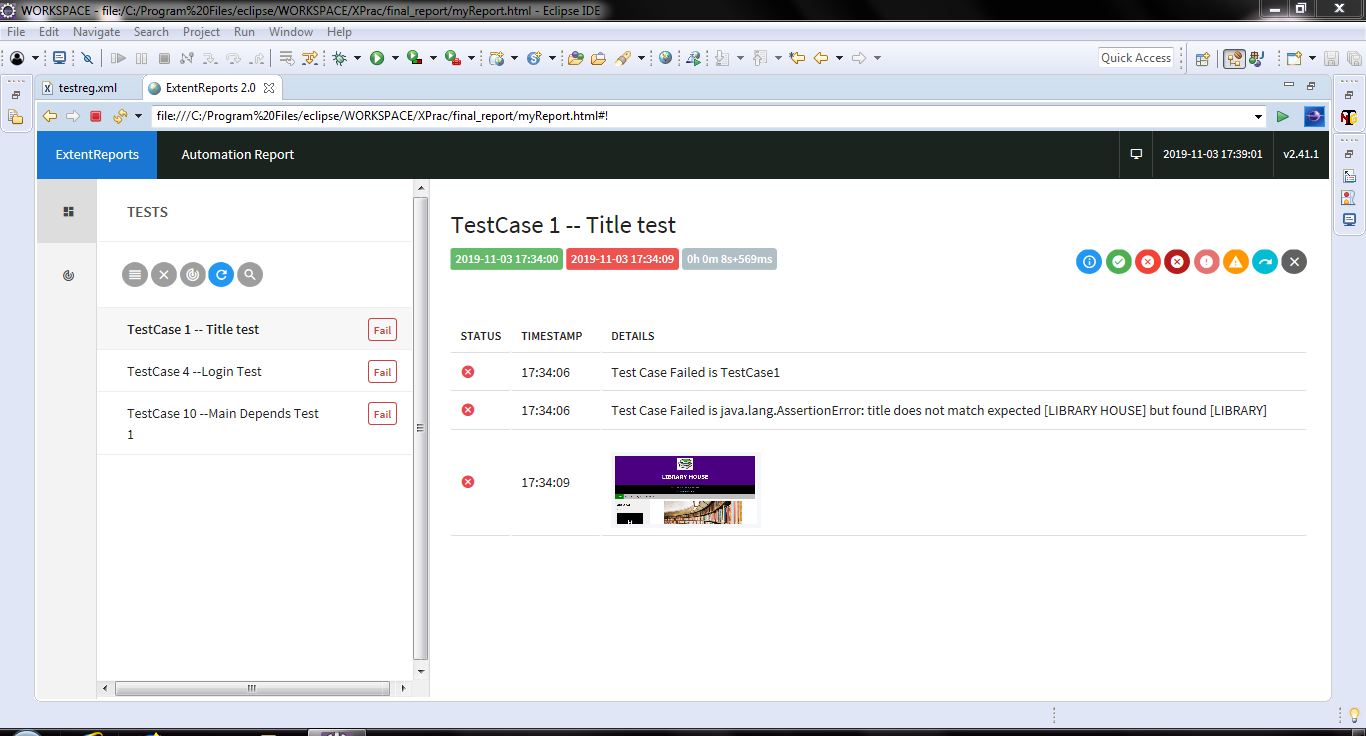 WORKSPACE - file:/C:/Program%20Files/eclipse/WORKSPACE/XPrac/final_report/myReport.html - Eclipse IDE
File Edit Navigate Search Project Run Window Help
Quick Access
testreg.xml
ExtentReports 2.0
file:///C:/Program%20Files/eclipse/WORKSPACE/XPrac/final_report/myReport.html#!
ExtentReports
Automation Report
2019-11-03 17:39:01
v2.41.1
TESTS
TestCase 1 -- Title test
Fail
TestCase 4 --Login Test
Fail
TestCase 10 --Main Depends Test
1
Fail
TestCase 1 -- Title test
2019-11-03 17:34:00
2019-11-03 17:34:09
0h 0m 8s+569ms
STATUS TIMESTAMP DETAILS
17:34:06 Test Case Failed is TestCase1
17:34:06 Test Case Failed is java.lang.AssertionError: title does not match expected [LIBRARY HOUSE] but found [LIBRARY]
17:34:09
LIBRARY HOUSE
H